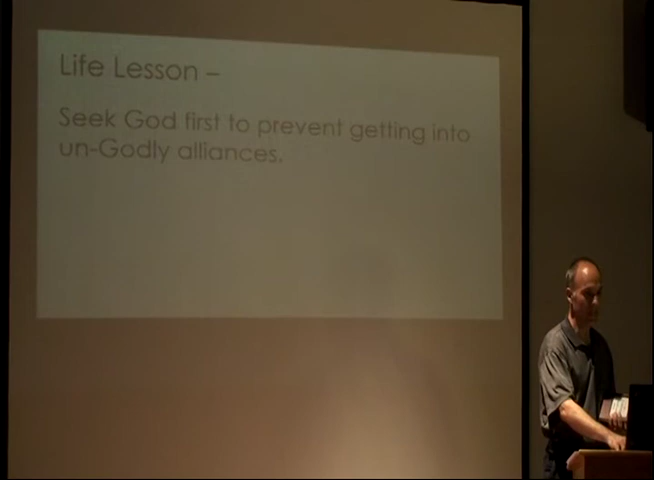 Life Lesson –
Seek God first to prevent getting into
un-Godly alliances.